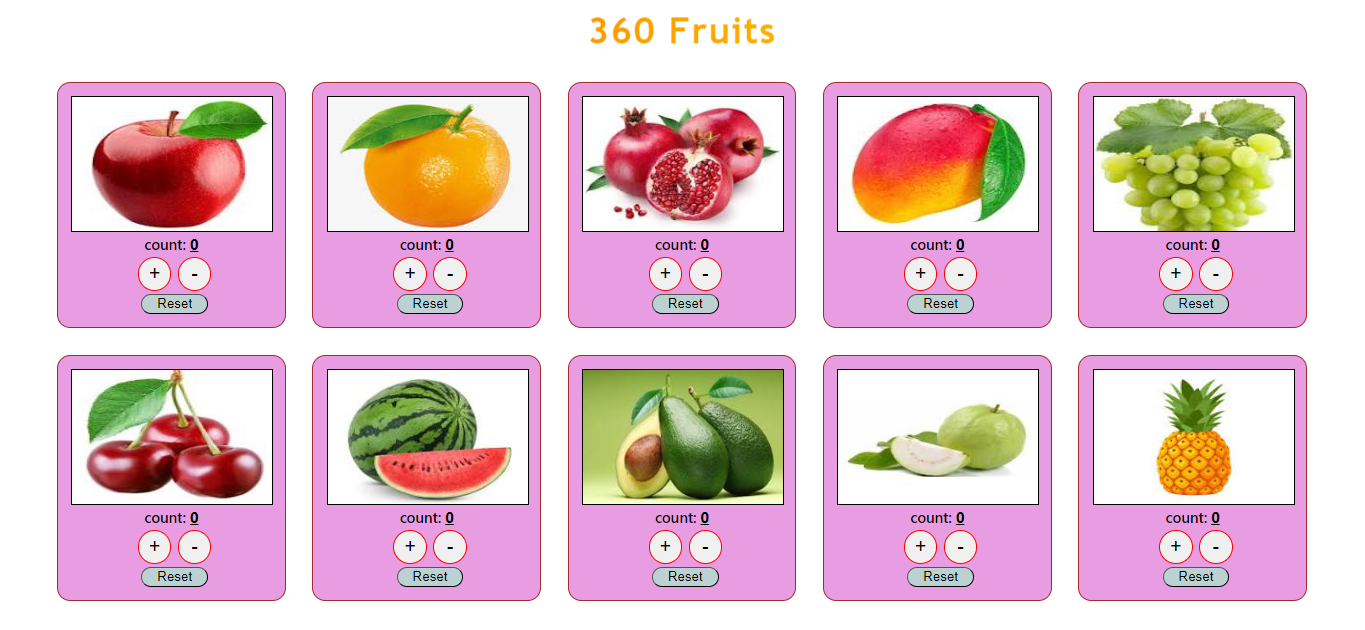 360 Fruits
count: 0 count: 0 count: 0 count: 0 count: 0
+ - + - + - + - + -
Reset Reset Reset Reset Reset
count: 0 count: 0 count: 0 count: 0 count: 0
+ - + - + - + - + -
Reset Reset Reset Reset Reset